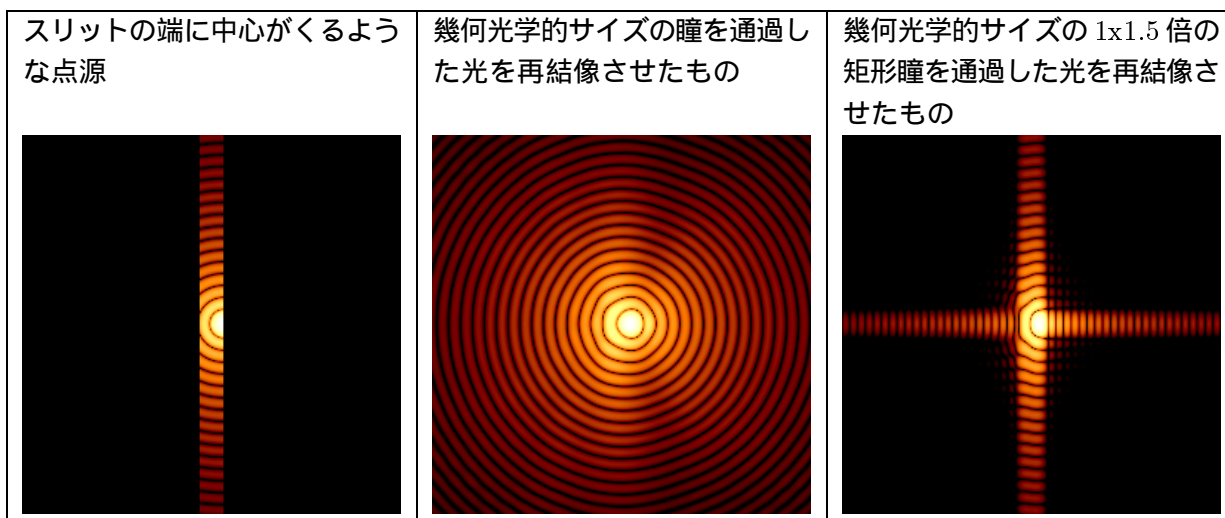 スリットの端に中心がくるよう
な点源
幾何光学的サイズの瞳を通過し
た光を再結像させたもの
幾何光学的サイズの 1x1.5 倍の
矩形瞳を通過した光を再結像さ
せたもの